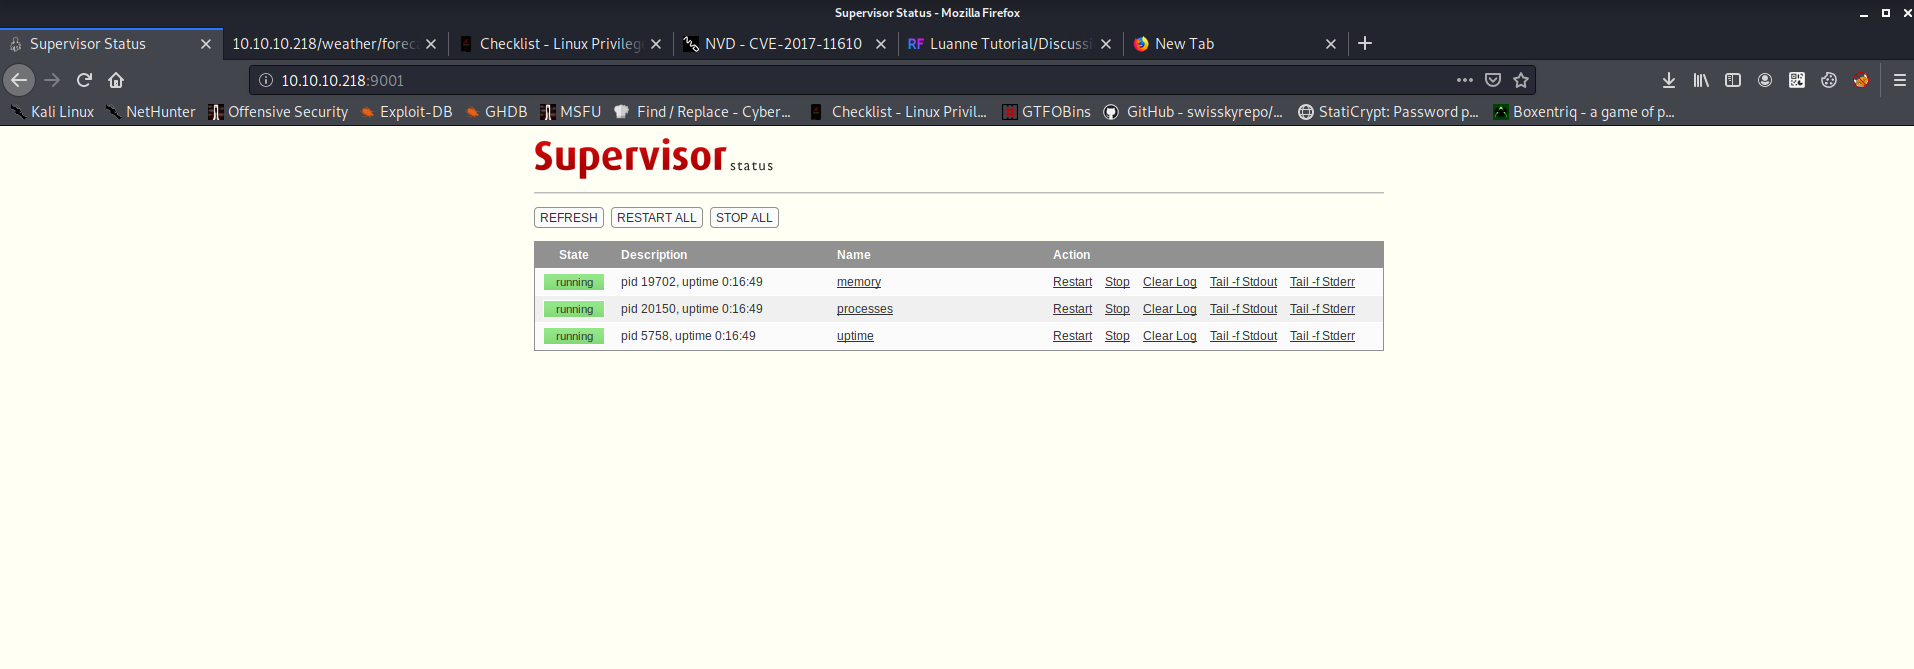 Supervisor Status - Mozilla Firefox
Supervisor Status 10.10.10.218/weather/forec Checklist - Linux Privileg NVD - CVE-2017-11610 RF Luanne Tutorial/Discuss New Tab
10.10.10.218:9001
Kali Linux NetHunter Offensive Security Exploit-DB GHDB MSFU Find / Replace - Cyber... Checklist - Linux Privil... GTFOBins GitHub - swisskyrepo/... StatiCrypt: Password p... Boxentriq - a game of p...
Supervisor status
REFRESH RESTART ALL STOP ALL
State Description Name Action
running pid 19702, uptime 0:16:49 memory Restart Stop Clear Log Tail -f Stdout Tail -f Stderr
running pid 20150, uptime 0:16:49 processes Restart Stop Clear Log Tail -f Stdout Tail -f Stderr
running pid 5758, uptime 0:16:49 uptime Restart Stop Clear Log Tail -f Stdout Tail -f Stderr